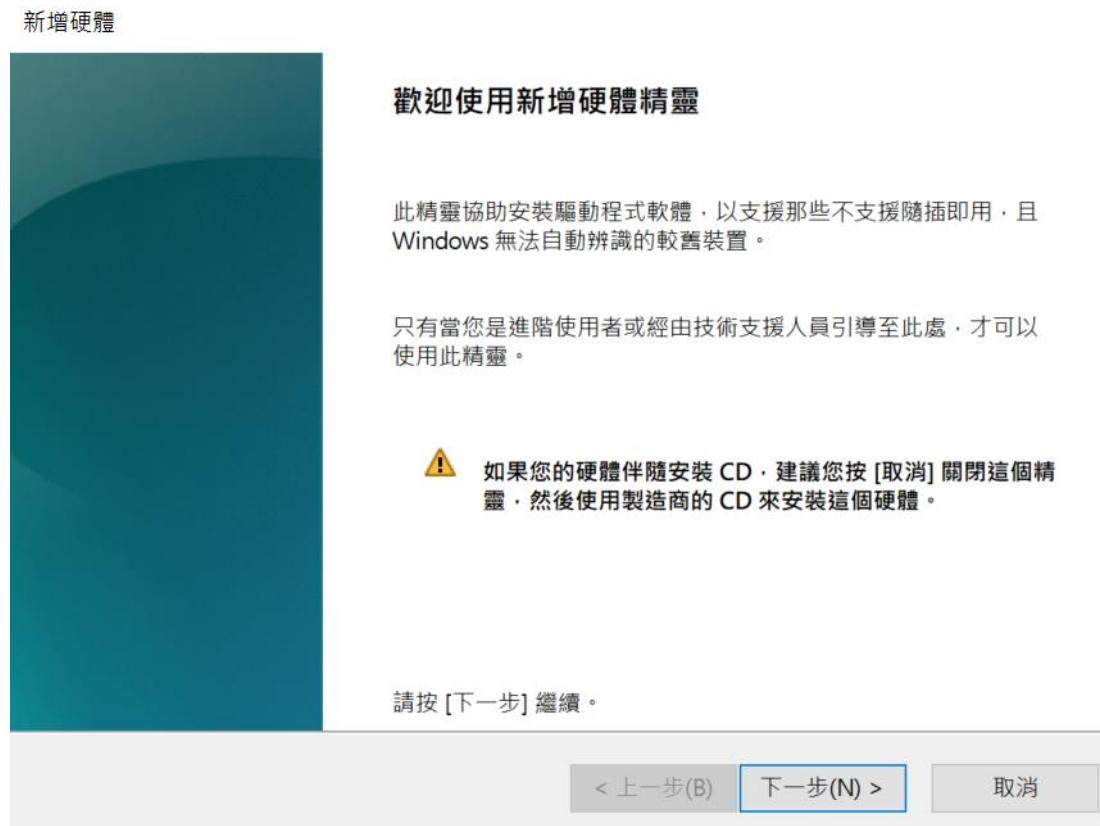 新增硬體
歡迎使用新增硬體精靈
此精靈協助安裝驅動程式軟體，以支援那些不支援隨插即用，且
Windows 無法自動辨識的較舊裝置。
只有當您是進階使用者或經由技術支援人員引導至此處，才可以
使用此精靈。
如果您的硬體伴隨安裝 CD，建議您按 [取消] 關閉這個精
靈，然後使用製造商的 CD 來安裝這個硬體。
請按 [下一步] 繼續。
< 上一步(B) 下一步(N) > 取消